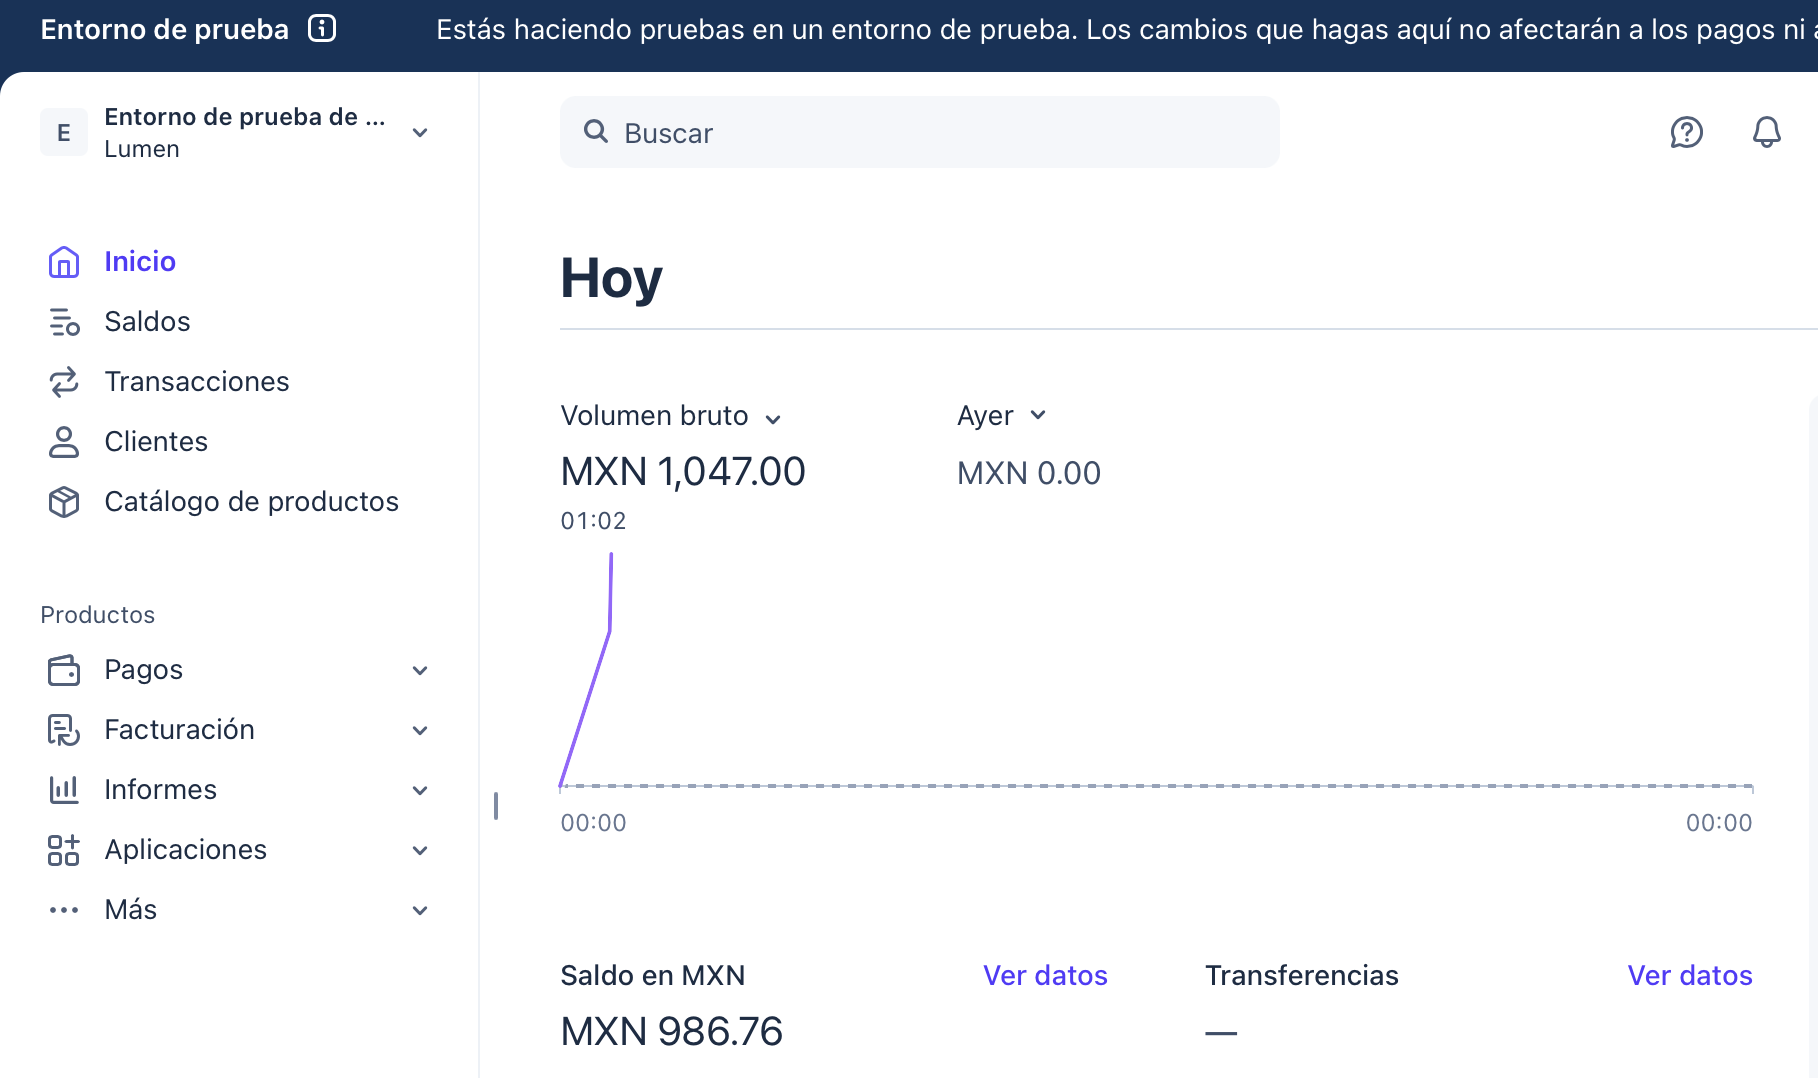 Entorno de prueba
Estás haciendo pruebas en un entorno de prueba. Los cambios que hagas aquí no afectarán a los pagos ni
E
Entorno de prueba de ...
Lumen
Buscar
Inicio
Saldos
Transacciones
Clientes
Catálogo de productos
Productos
Pagos
Facturación
Informes
Aplicaciones
Más
Hoy
Volumen bruto
MXN 1,047.00
01:02
Ayer
MXN 0.00
00:00
00:00
Saldo en MXN
Ver datos
MXN 986.76
Transferencias
Ver datos
—